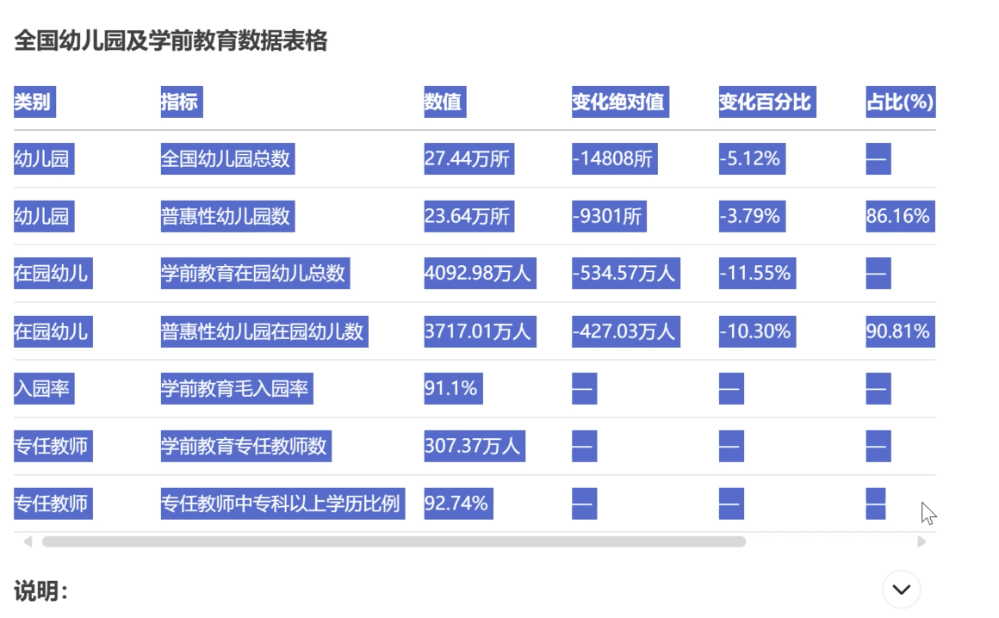 全国幼儿园及学前教育数据表格
类别 指标 数值 变化绝对值 变化百分比 占比(%)
幼儿园 全国幼儿园总数 27.44万所 -14808所 -5.12% —
幼儿园 普惠性幼儿园数 23.64万所 -9301所 -3.79% 86.16%
在园幼儿 学前教育在园幼儿总数 4092.98万人 -534.57万人 -11.55% —
在园幼儿 普惠性幼儿园在园幼儿数 3717.01万人 -427.03万人 -10.30% 90.81%
入园率 学前教育毛入园率 91.1% — — —
专任教师 学前教育专任教师数 307.37万人 — — —
专任教师 专任教师中专科以上学历比例 92.74% — — —
说明：